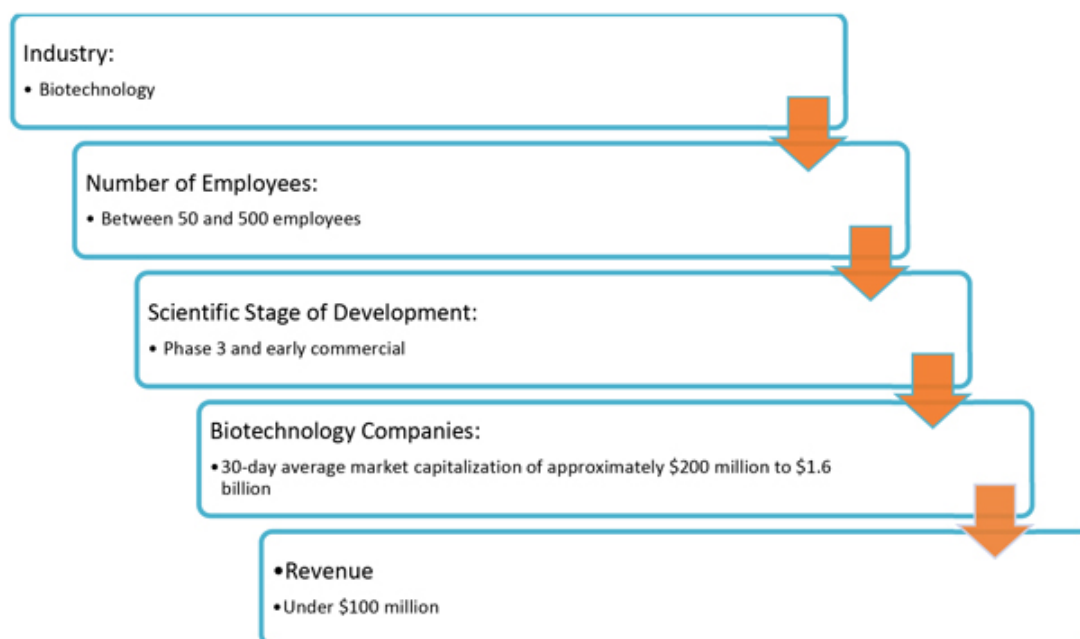 Industry:
• Biotechnology
Number of Employees:
• Between 50 and 500 employees
Scientific Stage of Development:
• Phase 3 and early commercial
Biotechnology Companies:
•30-day average market capitalization of approximately $200 million to $1.6
billion
•Revenue
•Under $100 million